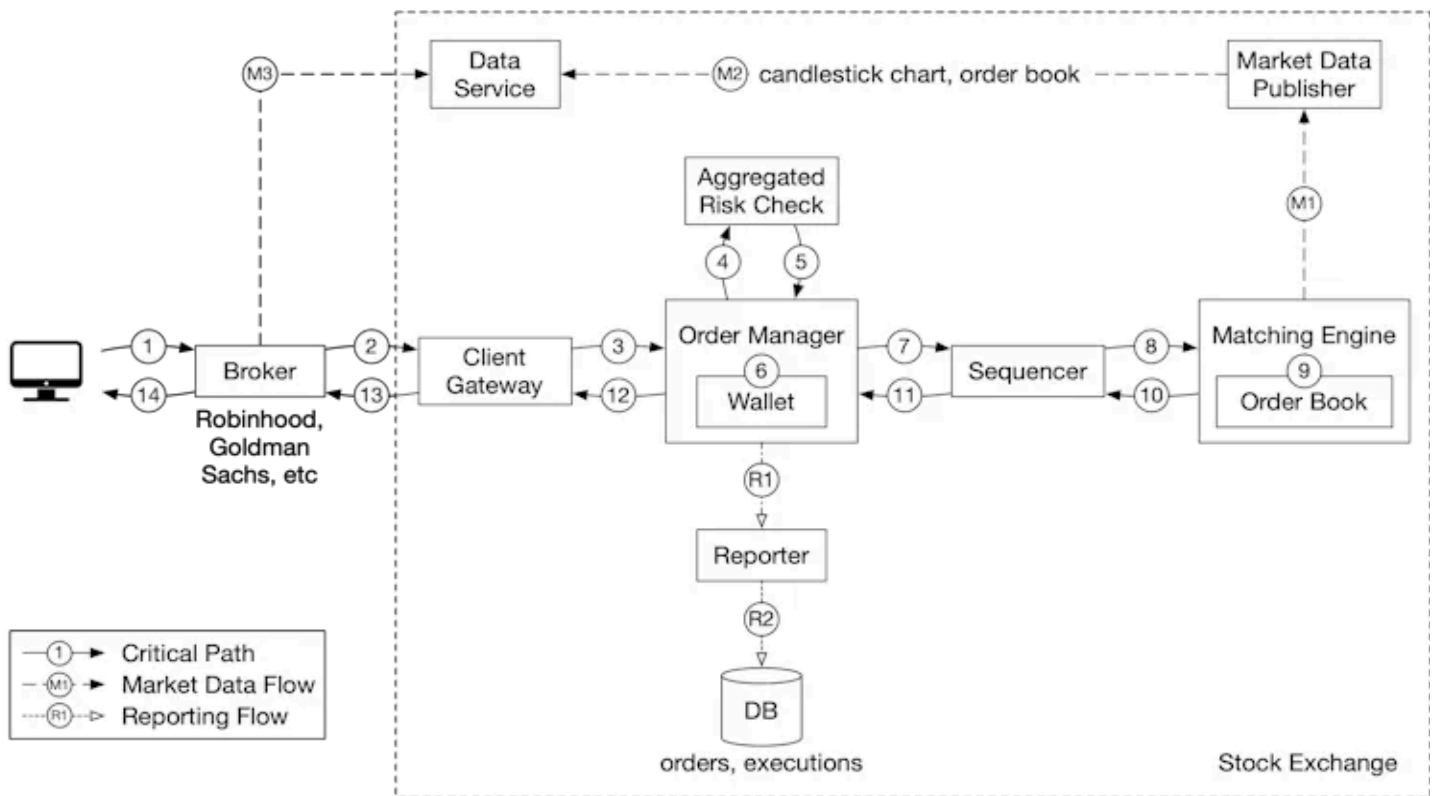 M3
Data
Service
M2
candlestick chart, order book
Market Data
Publisher
Aggregated
Risk Check
M1
4
5
1
2
3
Order Manager
7
8
Matching Engine
Broker
Client
Gateway
6
Wallet
Sequencer
9
Order Book
14
13
12
11
10
Robinhood,
Goldman
Sachs, etc
R1
Reporter
R2
DB
orders, executions
1 Critical Path
M1 Market Data Flow
R1 Reporting Flow
Stock Exchange